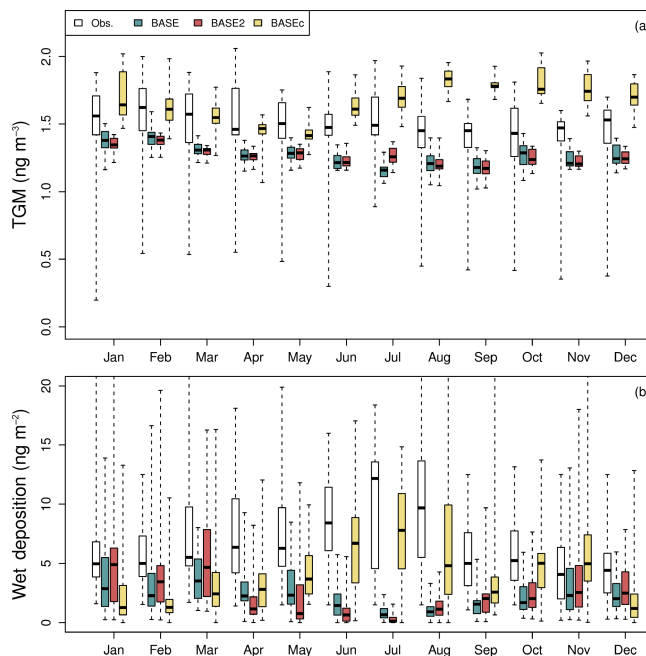 Obs. BASE BASE2 BASEc
(a
TGM (ng m⁻³)
2.0
1.5
1.0
0.5
0.0
Jan Feb Mar Apr May Jun Jul Aug Sep Oct Nov Dec
(b
Wet deposition (ng m⁻²)
20
15
10
5
0
Jan Feb Mar Apr May Jun Jul Aug Sep Oct Nov Dec